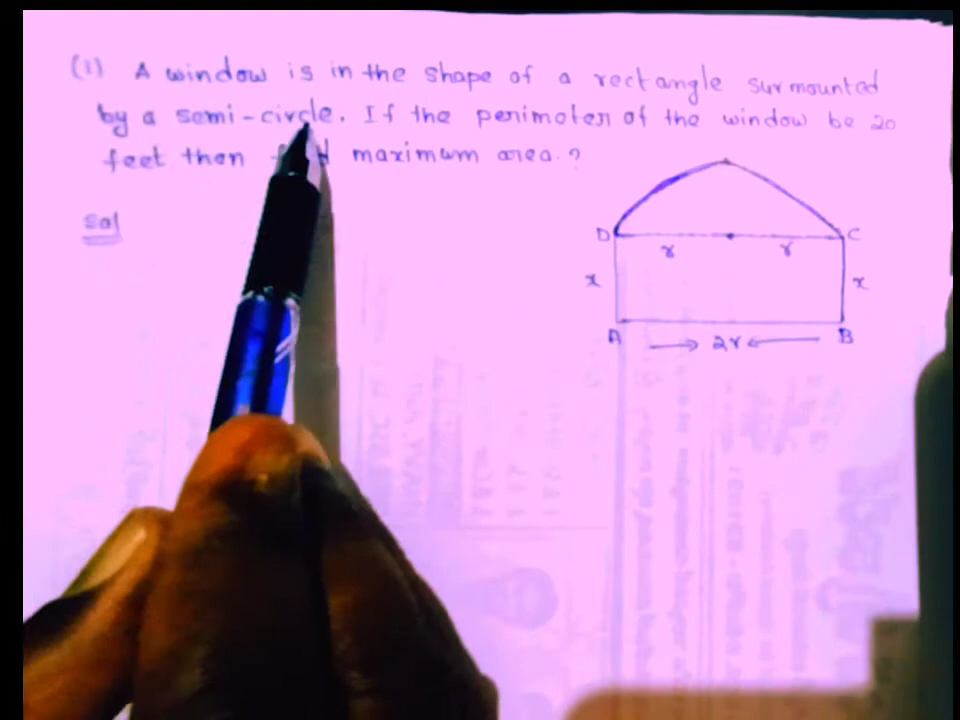 (1) A window is in the shape of a rectangle surmounted
by a semi-circle. If the perimeter of the window be 20
feet then maximum area.?
Sol
D C
r r
x x
A B
2r